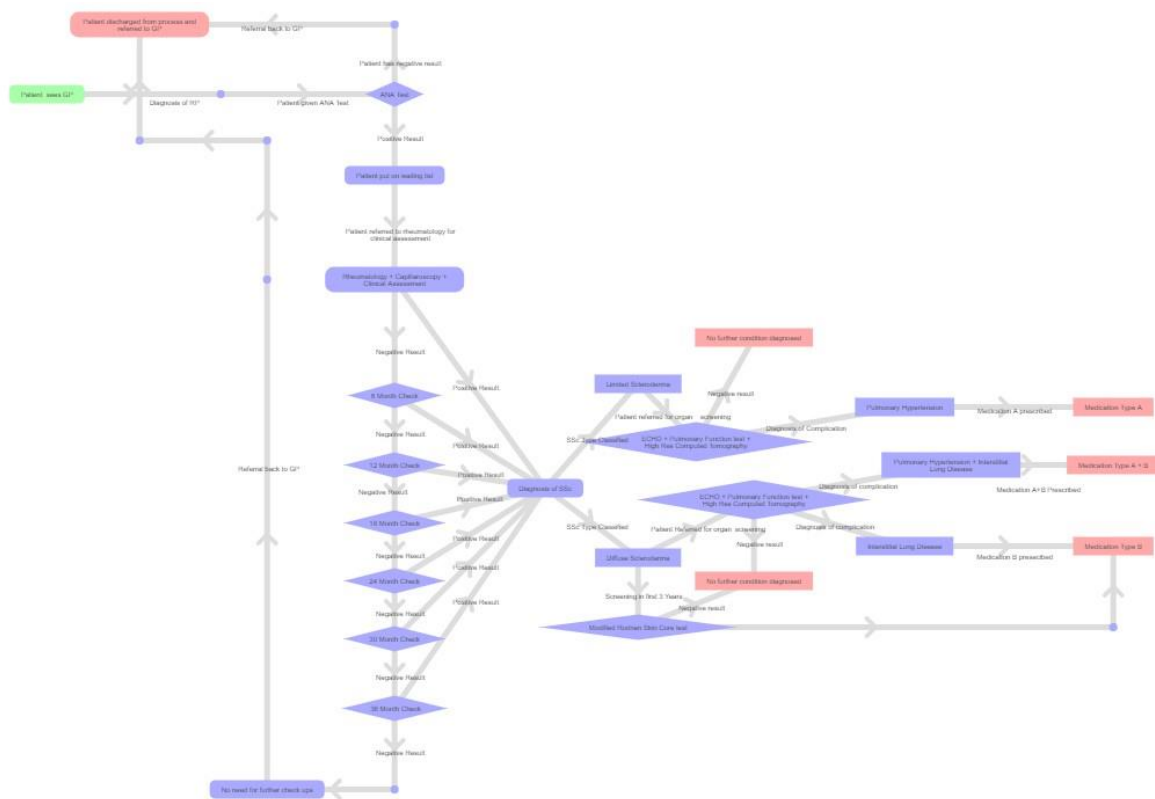 Patient discharged from process and
referred to GP
Referral back to GP
Patient has negative result
Patient sees GP
Diagnosis of RP
Patient given ANA Test
ANA Test
Positive Result
Patient put on waiting list
Patient referred to rheumatology for
clinical assessment
Rheumatology + Capillaroscopy +
Clinical Assessment
Negative Result
Positive Result
6 Month Check
Negative Result
Positive Result
12 Month Check
Positive Result
Negative Result
Positive Result
18 Month Check
Negative Result
Positive Result
24 Month Check
Positive Result
Negative Result
30 Month Check
Positive Result
Negative Result
36 Month Check
Negative Result
No need for further check ups
Referral back to GP
Diagnosis of SSc
SSc Type Classified
Limited Scleroderma
Patient referred for organ screening
ECHO + Pulmonary Function test +
High Res Computed Tomography
Negative result
No further condition diagnosed
Diagnosis of Complication
Pulmonary Hypertension
Medication A prescribed
Medication Type A
SSc Type Classified
Diffuse Scleroderma
Patient Referred for organ screening
ECHO + Pulmonary Function test +
High Res Computed Tomography
Diagnosis of complication
Pulmonary Hypertension + Interstitial
Lung Disease
Medication A+B Prescribed
Medication Type A + B
Diagnosis of complication
Interstitial Lung Disease
Medication B prescribed
Medication Type B
Negative result
No further condition diagnosed
Screening in first 3 Years
Negative result
Modified Rodnan Skin Core test